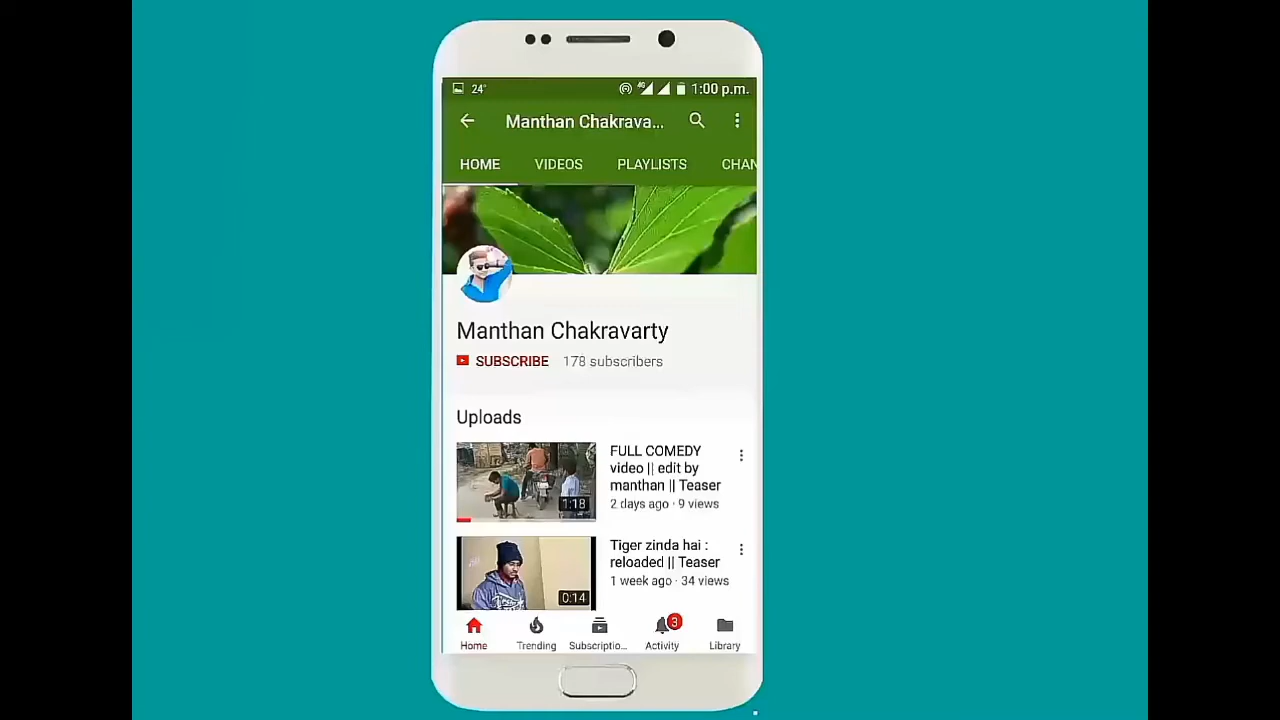 24° 4G 1:00 p.m.
Manthan Chakrava...
HOME VIDEOS PLAYLISTS CHAN
Manthan Chakravarty
SUBSCRIBE 178 subscribers
Uploads
FULL COMEDY
video || edit by
manthan || Teaser
2 days ago · 9 views
1:18
Tiger zinda hai :
reloaded || Teaser
1 week ago · 34 views
0:14
3
Home Trending Subscriptio... Activity Library